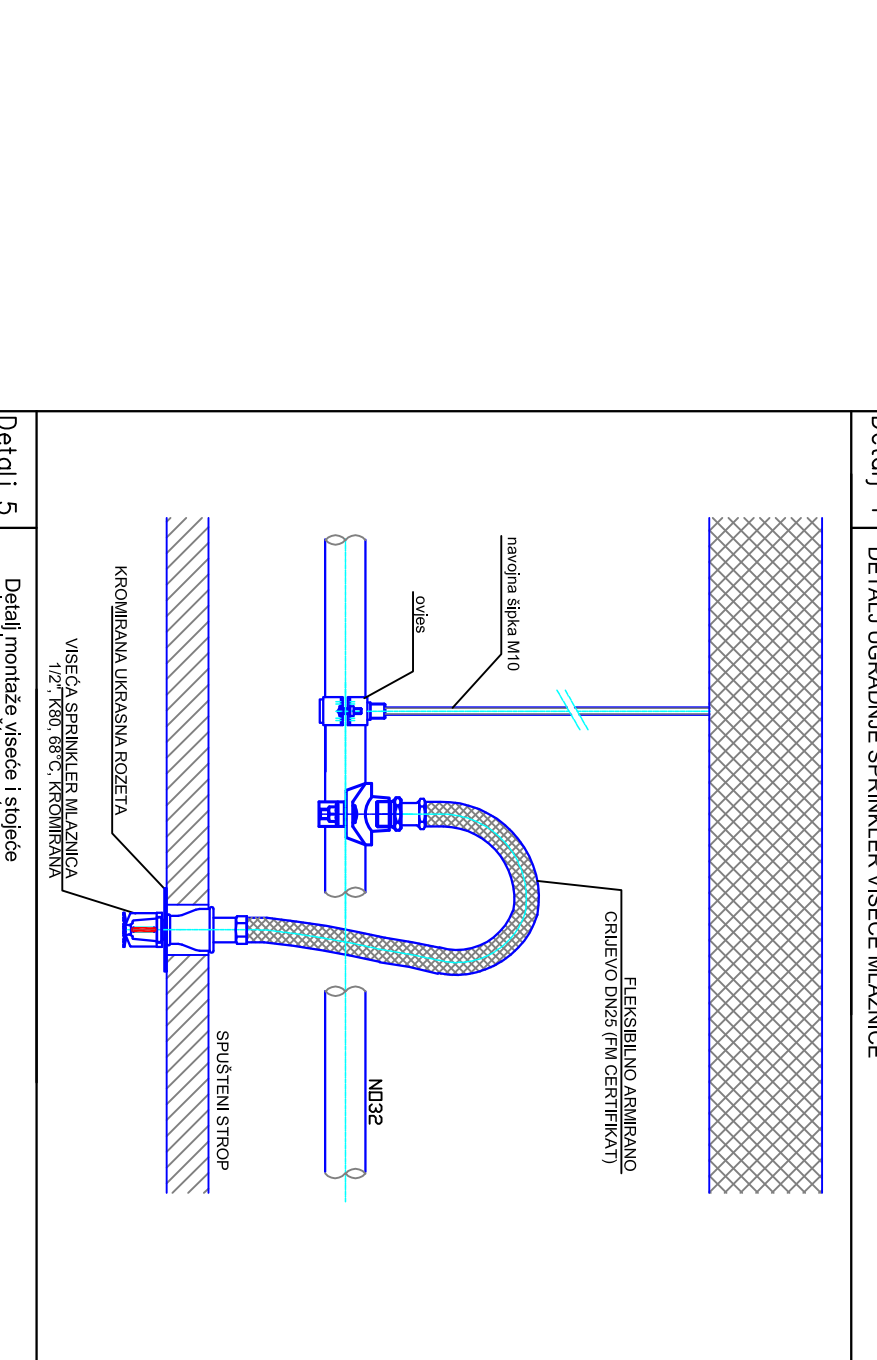 DETALJ UGRADNJE SPRINKLER VISEĆE MLAZNICE
FLEKSIBILNO ARMIRANO
CRIJEVO DN25 (FM CERTIFIKAT)
navojna šipka M10
ovjes
NO32
SPUŠTENI STROP
KROMIRANA UKRASNA ROZETA
VISEĆA SPRINKLER MLAZNICA
1/2", K80, 68°C, KROMIRANA
Detalj 5
Detalj montaže viseće i stojeće